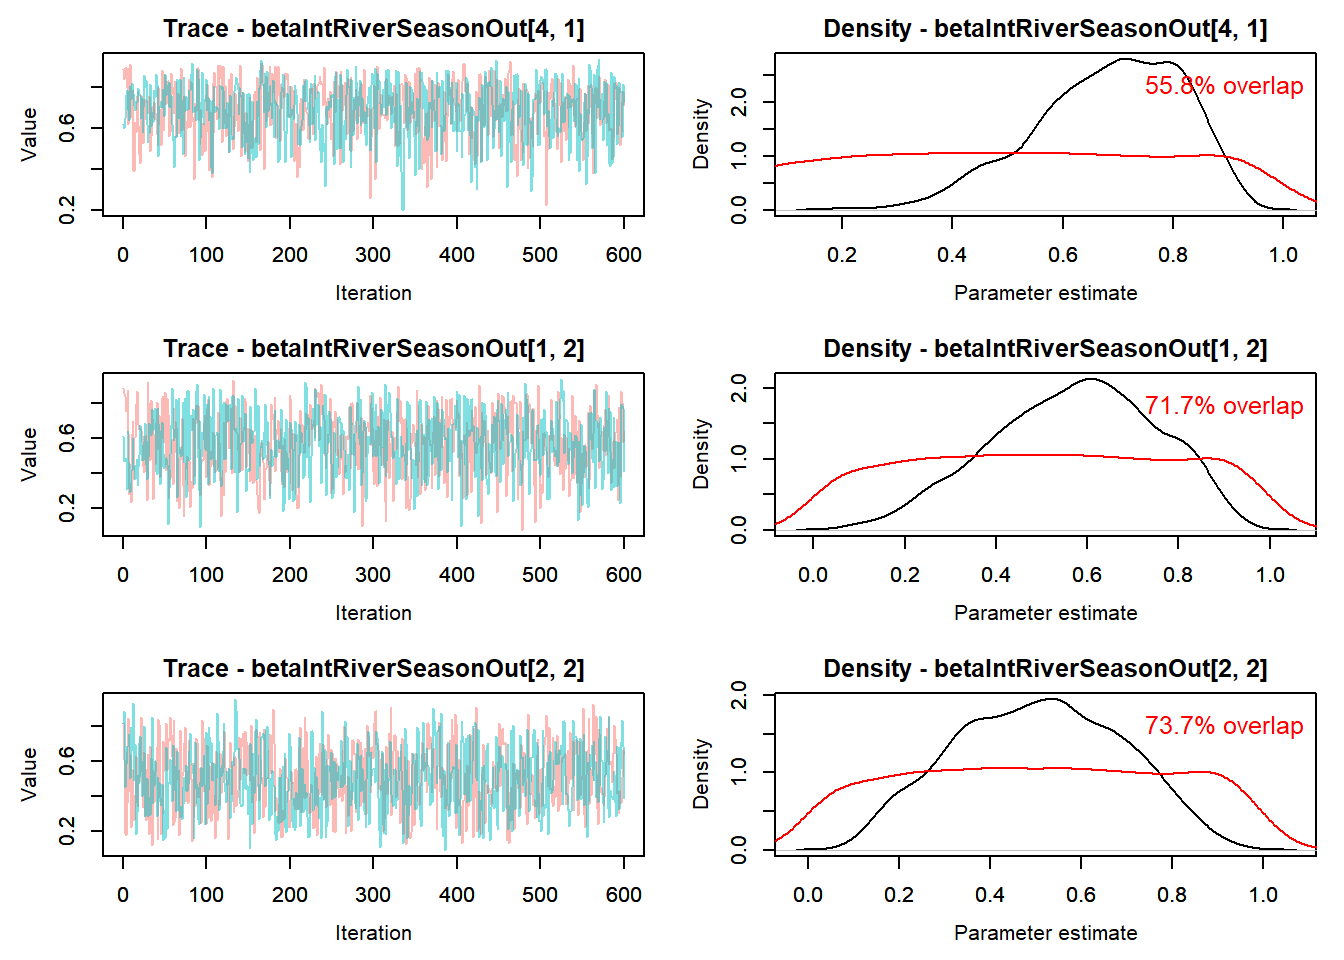 Trace - betaIntRiverSeasonOut[4, 1]
Value
0.6
0.2
0 100 200 300 400 500 600
Iteration
Density - betaIntRiverSeasonOut[4, 1]
55.8% overlap
Density
2.0
1.0
0.0
0.2 0.4 0.6 0.8 1.0
Parameter estimate
Trace - betaIntRiverSeasonOut[1, 2]
Value
0.6
0.2
0 100 200 300 400 500 600
Iteration
Density - betaIntRiverSeasonOut[1, 2]
71.7% overlap
Density
2.0
1.0
0.0
0.0 0.2 0.4 0.6 0.8 1.0
Parameter estimate
Trace - betaIntRiverSeasonOut[2, 2]
Value
0.6
0.2
0 100 200 300 400 500 600
Iteration
Density - betaIntRiverSeasonOut[2, 2]
73.7% overlap
Density
2.0
1.0
0.0
0.0 0.2 0.4 0.6 0.8 1.0
Parameter estimate